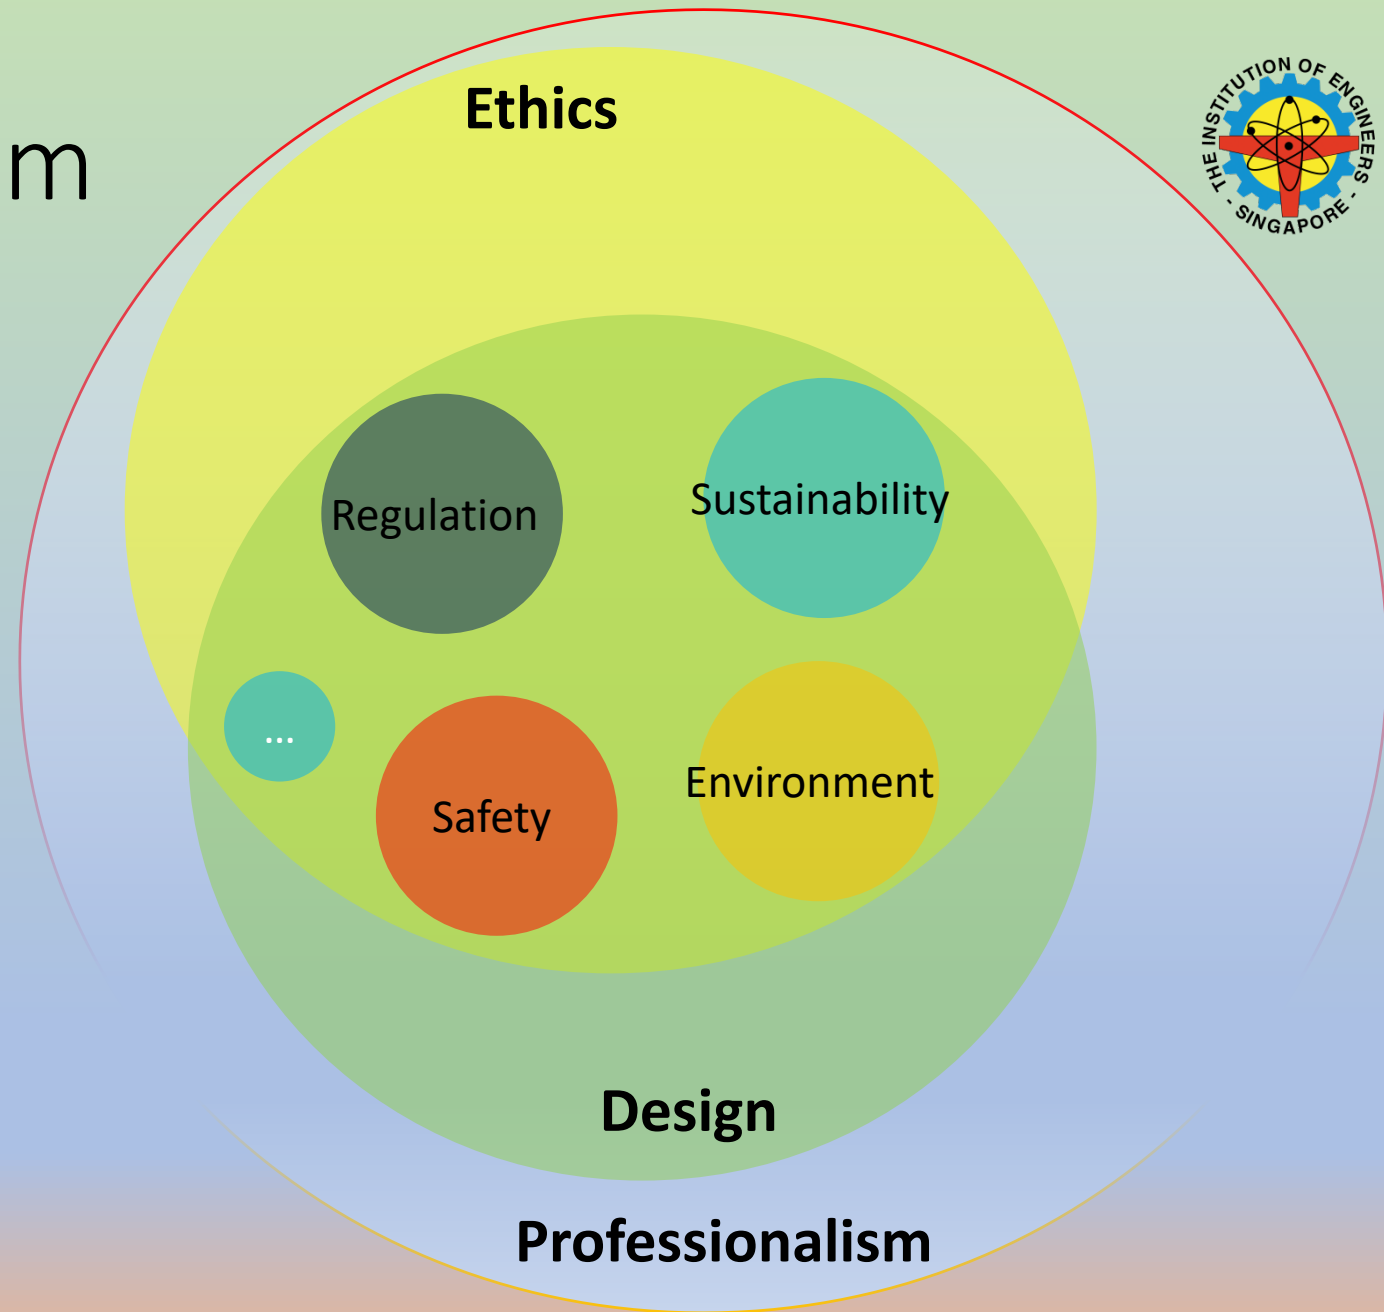 Ethics
m
THE INSTITUTION OF ENGINEERS
- SINGAPORE -
Regulation
Sustainability
...
Safety
Environment
Design
Professionalism